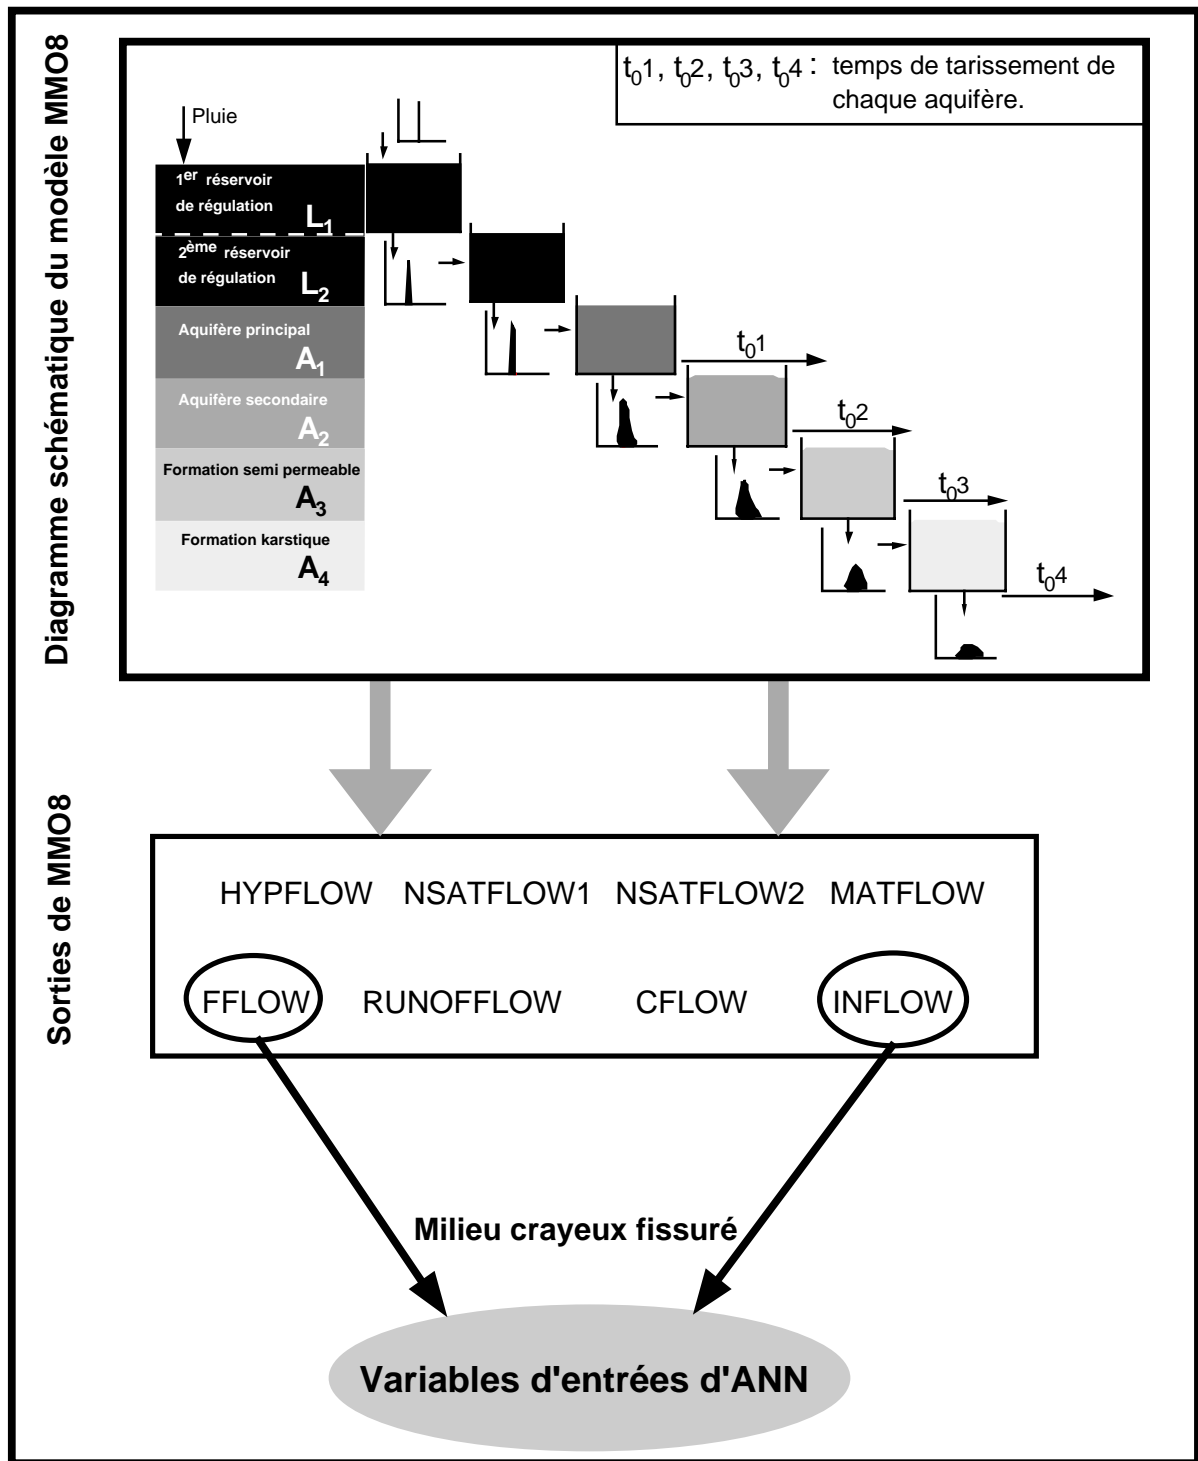 Diagramme schématique du modèle MMO8
t01, t02, t03, t04 : temps de tarissement de
chaque aquifère.
Pluie
1er réservoir
de régulation L1
2ème réservoir
de régulation L2
Aquifère principal
A1
Aquifère secondaire
A2
Formation semi permeable
A3
Formation karstique
A4
t01
t02
t03
t04
Sorties de MMO8
HYPFLOW NSATFLOW1 NSATFLOW2 MATFLOW
FFLOW RUNOFFLOW CFLOW INFLOW
Milieu crayeux fissuré
Variables d'entrées d'ANN